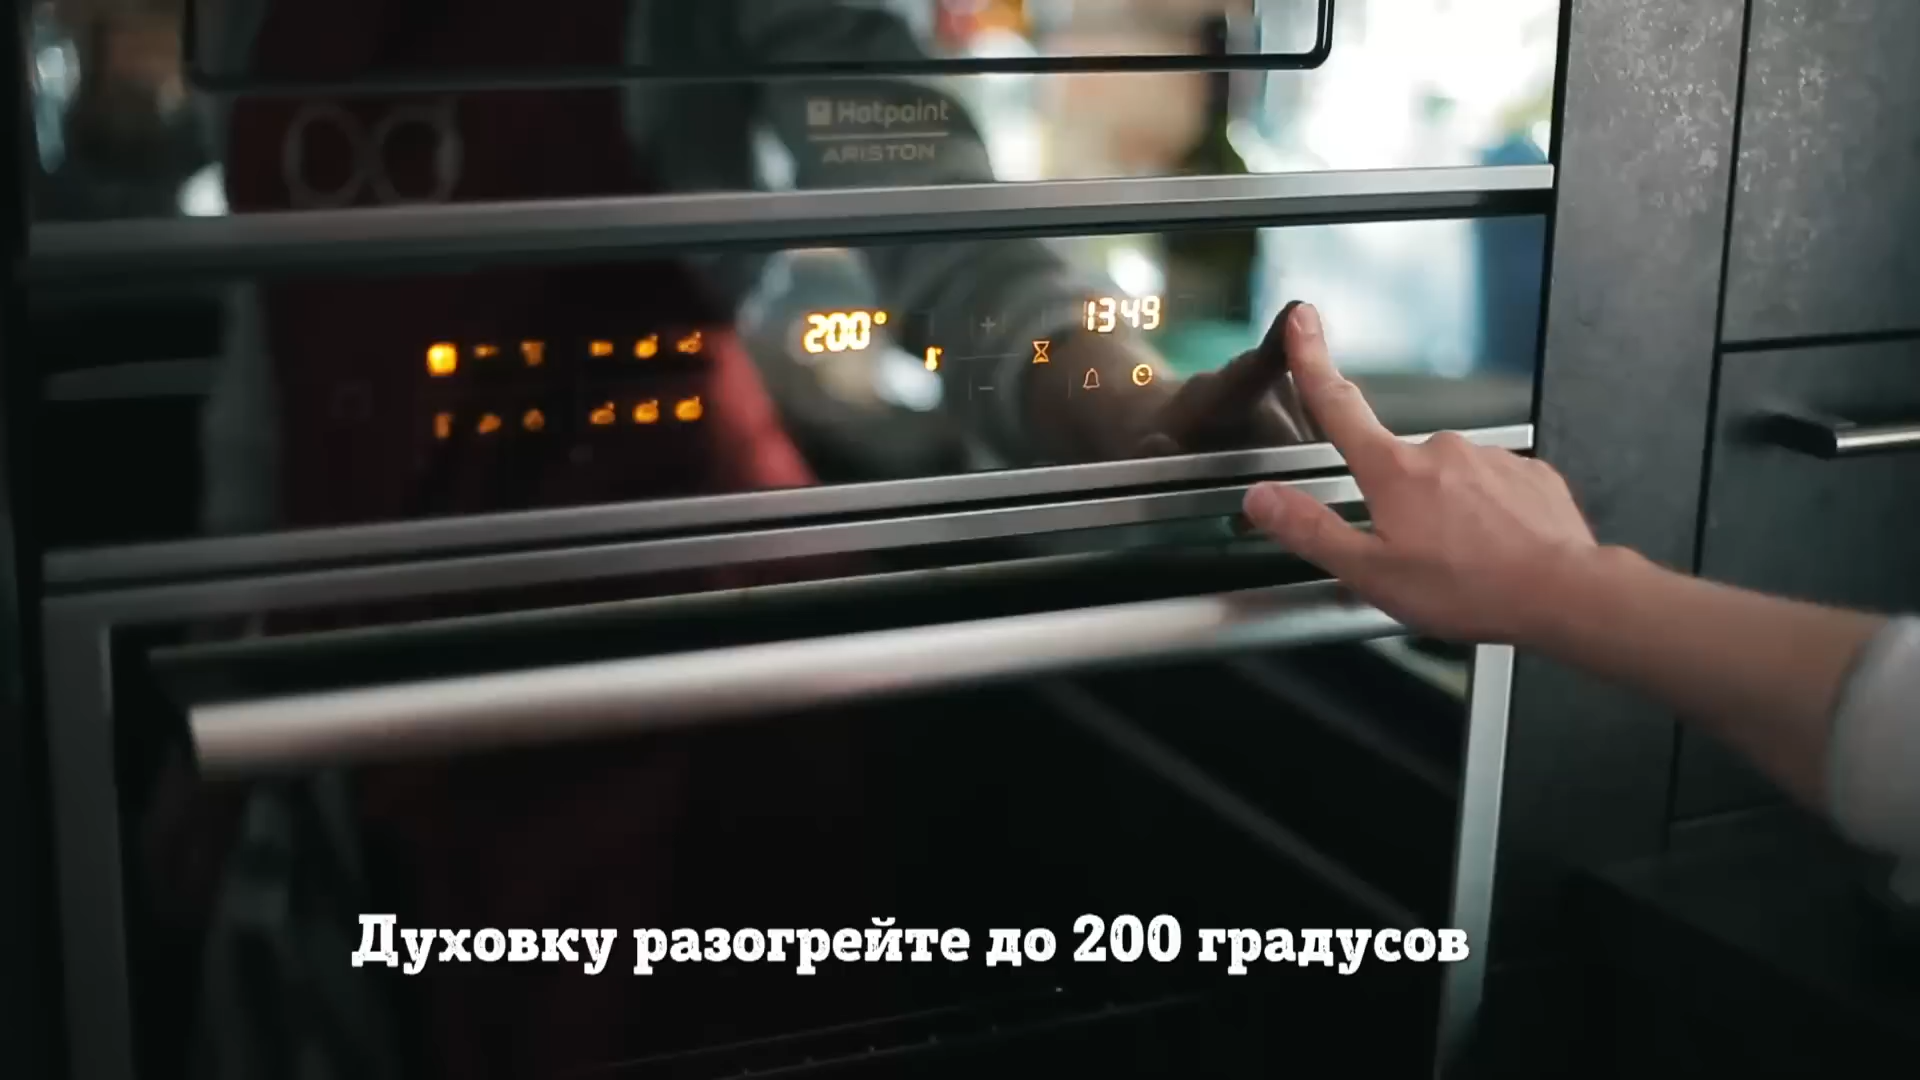 Hotpoint
ARISTON
200°
13 49
Духовку разогрейте до 200 градусов